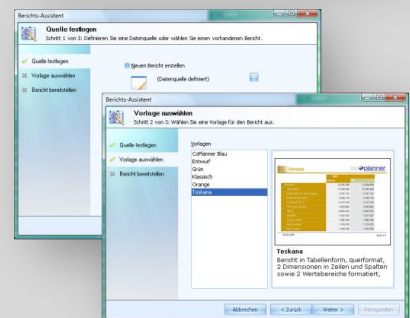 Berichts-Assistent
Quelle festlegen
Schritt 1 von 3: Definieren Sie eine Datenquelle oder wählen Sie einen vorhandenen Bericht.
Quelle festlegen
Vorlage auswählen
Bericht bereitstellen
Neuen Bericht erstellen
(Datenquelle definiert)
Berichts-Assistent
Vorlage auswählen
Schritt 2 von 3: Wählen Sie eine Vorlage für den Bericht aus.
Quelle festlegen
Vorlage auswählen
Bericht bereitstellen
Vorlagen
CoPlanner Blau
Entwurf
Grün
Klassisch
Orange
Toskana
planner
Toskana
Bericht in Tabellenform, querformat,
2 Dimensionen in Zeilen und Spalten
sowie 2 Wertebereiche formatiert,
Abbrechen
< Zurück
Weiter >
Fertigstellen